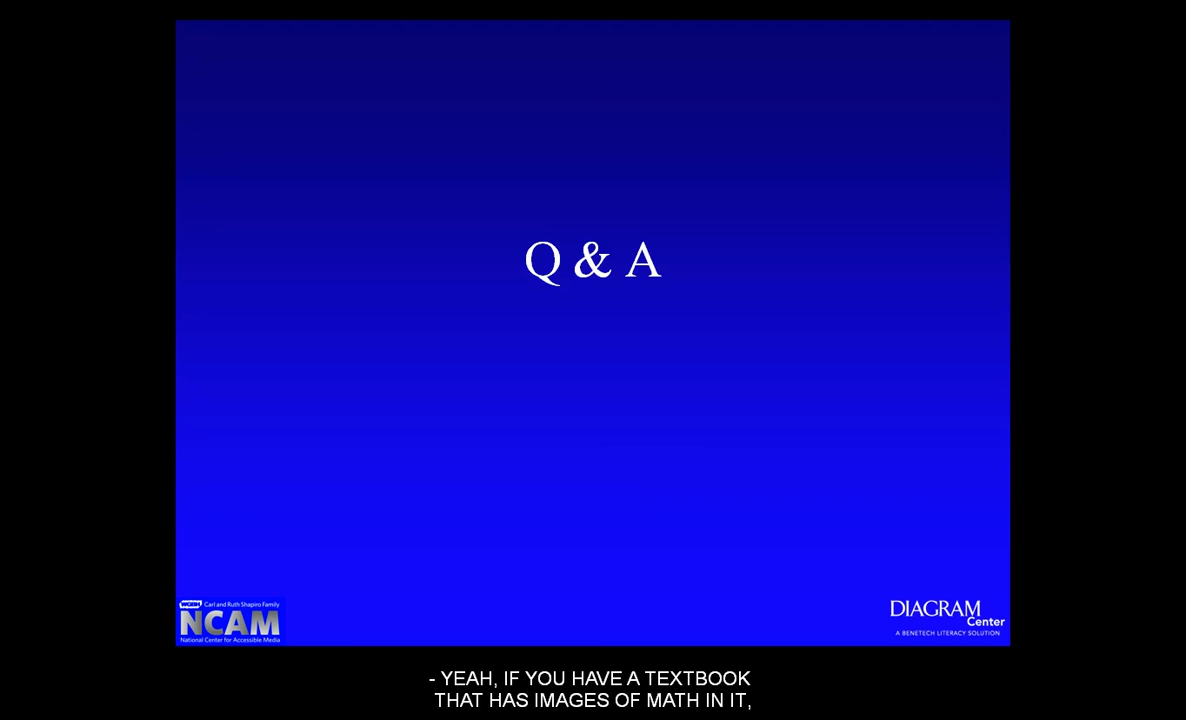 Q & A
WGBH Carl and Ruth Shapiro Family
NCAM
National Center for Accessible Media
DIAGRAM
Center
A BENETECH LITERACY SOLUTION
- YEAH, IF YOU HAVE A TEXTBOOK
THAT HAS IMAGES OF MATH IN IT,